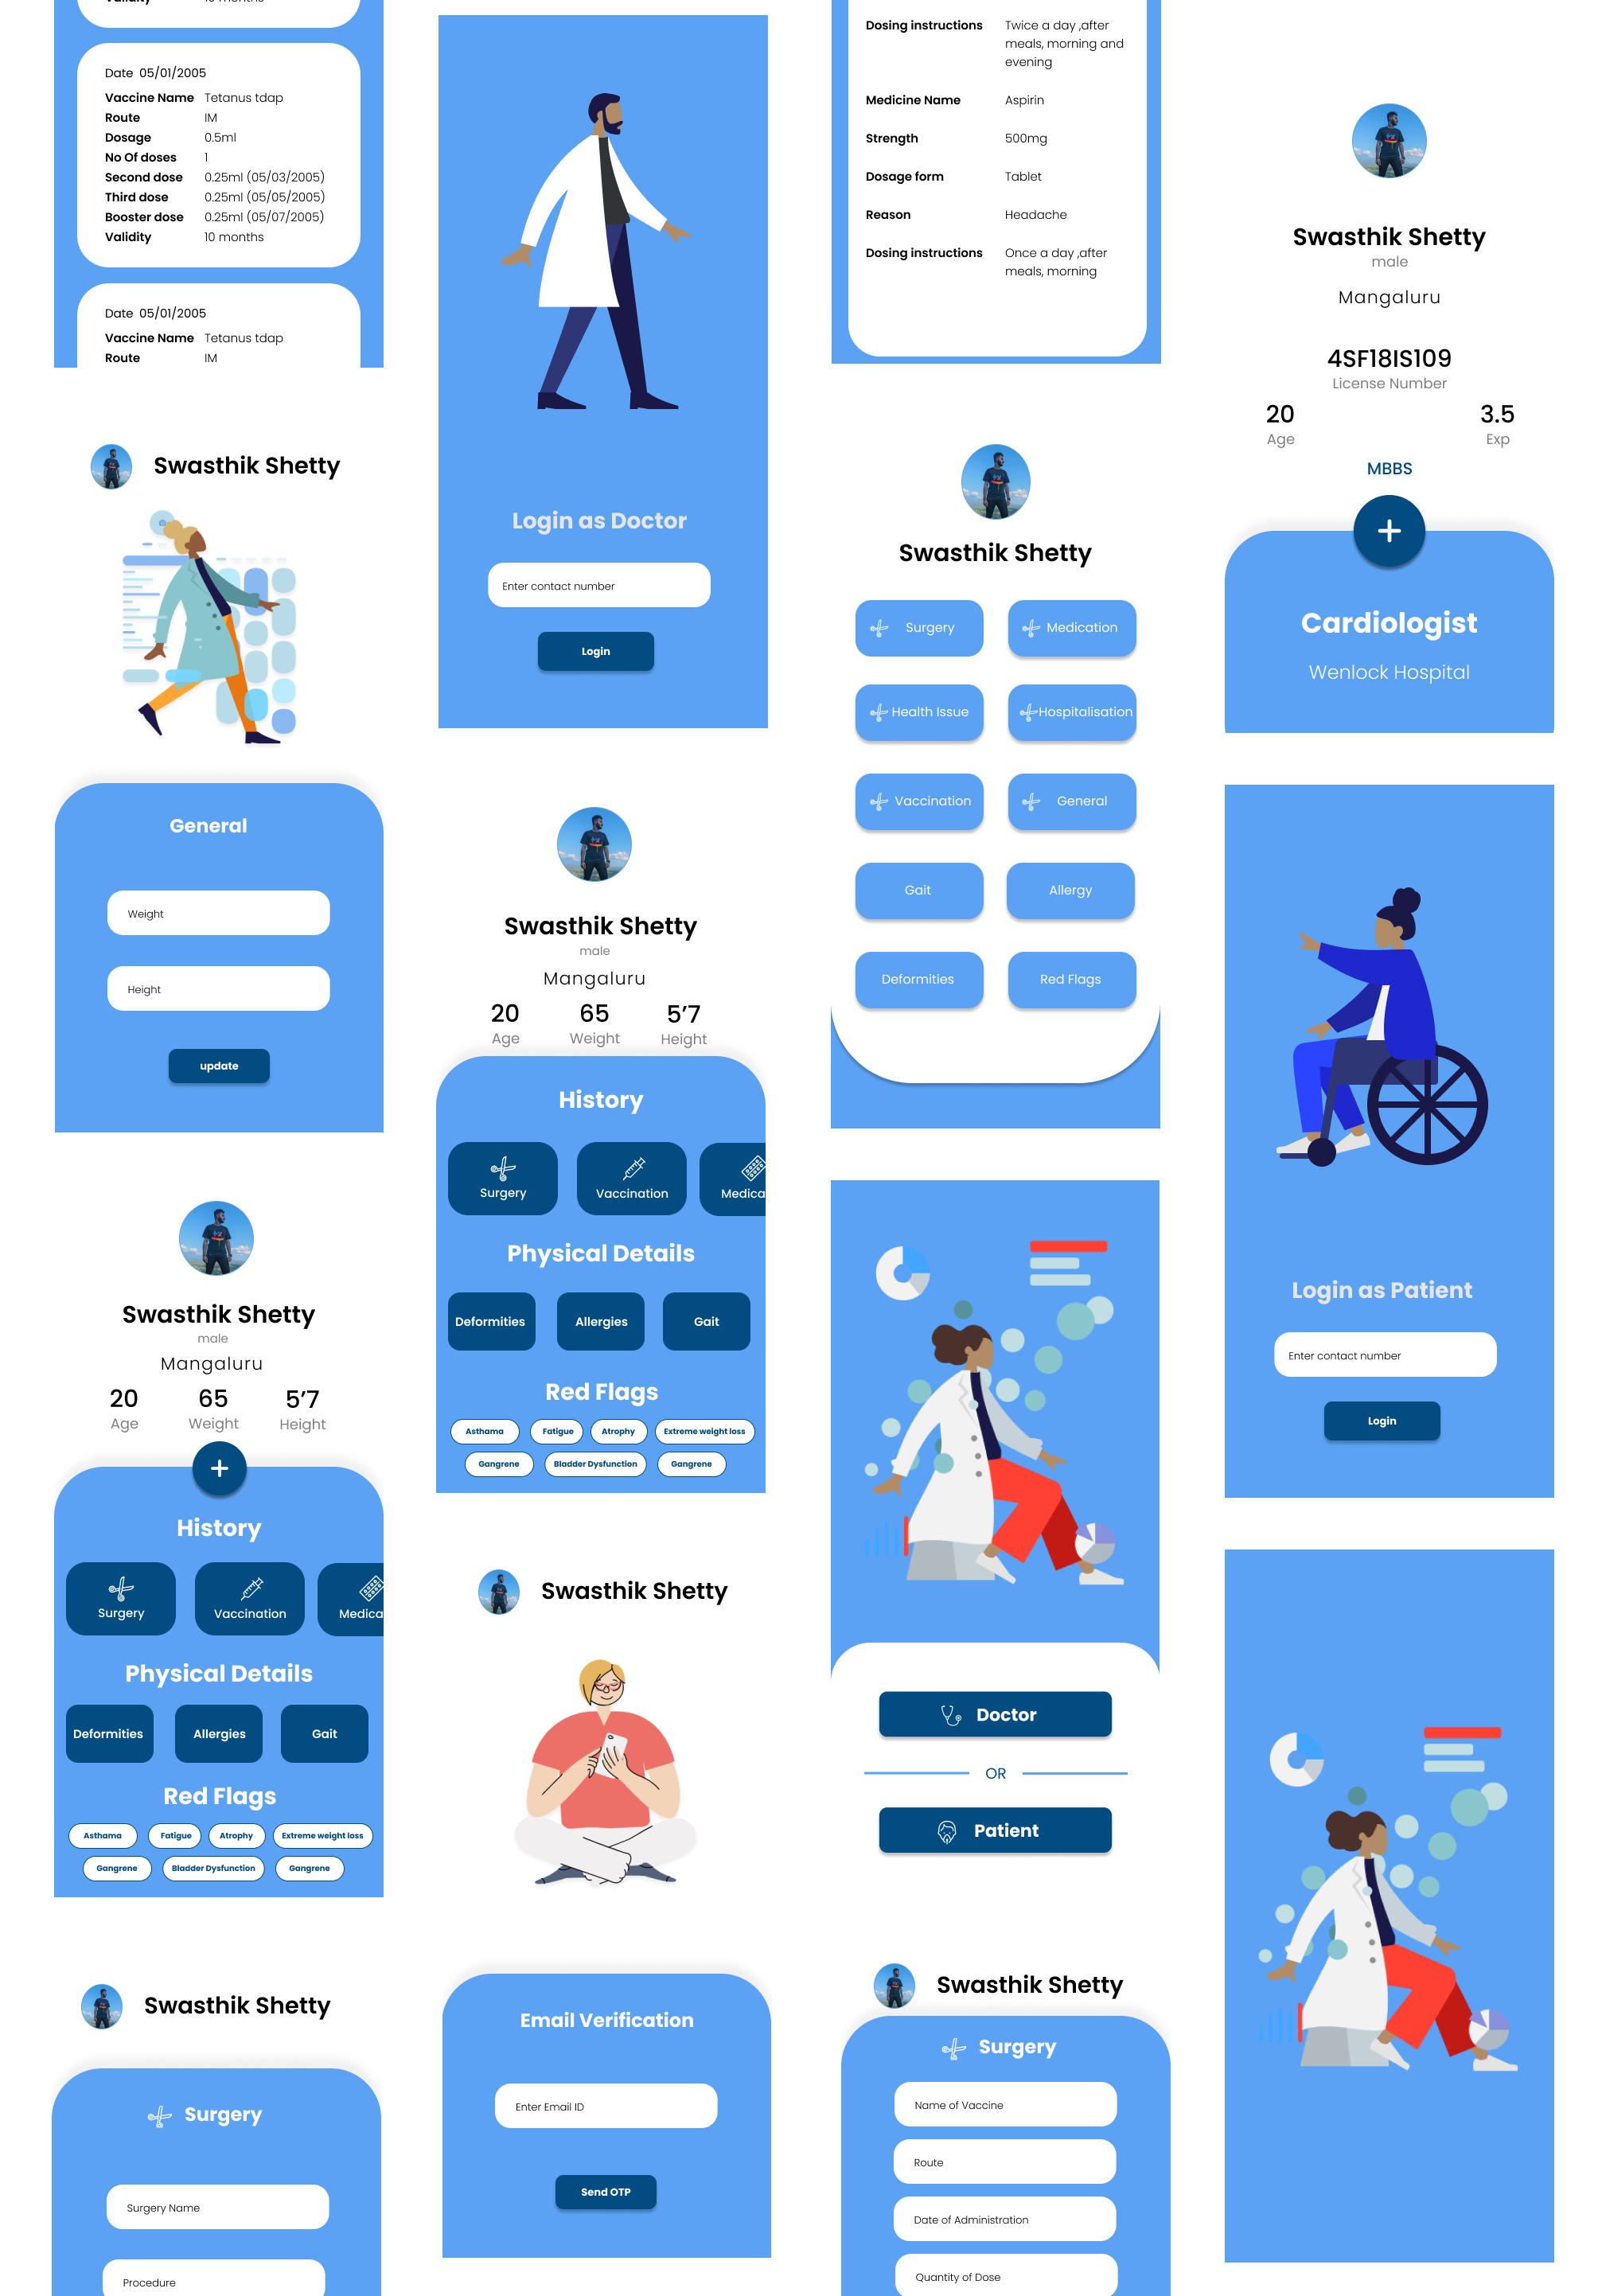 Validity 10 months
Date 05/01/2005
Vaccine Name Tetanus tdap
Route IM
Dosage 0.5ml
No Of doses 1
Second dose 0.25ml (05/03/2005)
Third dose 0.25ml (05/05/2005)
Booster dose 0.25ml (05/07/2005)
Validity 10 months
Date 05/01/2005
Vaccine Name Tetanus tdap
Route IM
Swasthik Shetty
General
Weight
Height
update
Swasthik Shetty
male
Mangaluru
20 65 5’7
Age Weight Height
+
History
Surgery Vaccination Medica
Physical Details
Deformities Allergies Gait
Red Flags
Asthama Fatigue Atrophy Extreme weight loss
Gangrene Bladder Dysfunction Gangrene
Swasthik Shetty
Surgery
Surgery Name
Procedure
Login as Doctor
Enter contact number
Login
Swasthik Shetty
male
Mangaluru
20 65 5’7
Age Weight Height
History
Surgery Vaccination Medica
Physical Details
Deformities Allergies Gait
Red Flags
Asthama Fatigue Atrophy Extreme weight loss
Gangrene Bladder Dysfunction Gangrene
Swasthik Shetty
Email Verification
Enter Email ID
Send OTP
Dosing instructions Twice a day ,after
meals, morning and
evening
Medicine Name Aspirin
Strength 500mg
Dosage form Tablet
Reason Headache
Dosing instructions Once a day ,after
meals, morning
Swasthik Shetty
Surgery Medication
Health Issue Hospitalisation
Vaccination General
Gait Allergy
Deformities Red Flags
Doctor
OR
Patient
Swasthik Shetty
Surgery
Name of Vaccine
Route
Date of Administration
Quantity of Dose
Swasthik Shetty
male
Mangaluru
4SF18IS109
License Number
20 3.5
Age Exp
MBBS
+
Cardiologist
Wenlock Hospital
Login as Patient
Enter contact number
Login